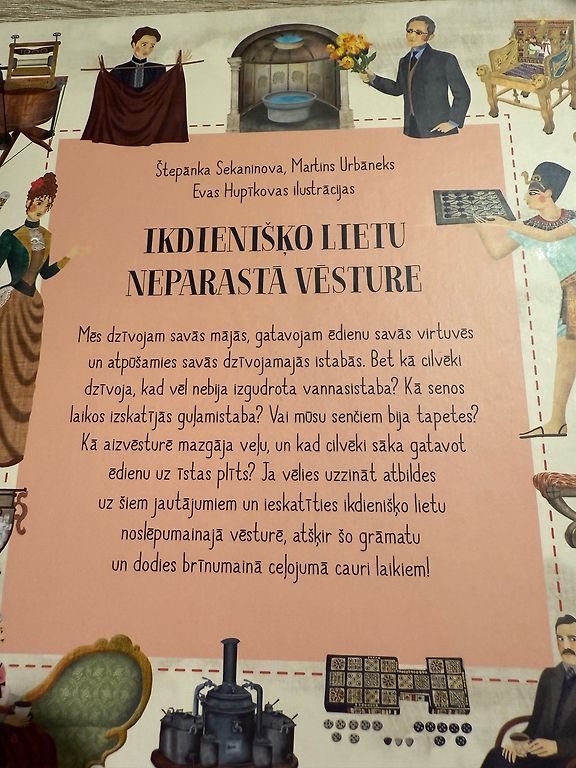 Štepānka Sekaninova, Martins Urbāneks
Evas Hupīkovas ilustrācijas
IKDIENIŠĶO LIETU
NEPARASTĀ VĒSTURE
Mēs dzīvojam savās mājās, gatavojam ēdienu savās virtuvēs
un atpūšamies savās dzīvojamajās istabās. Bet kā cilvēki
dzīvoja, kad vēl nebija izgudrota vannasistaba? Kā senos
laikos izskatījās guļamistaba? Vai mūsu senčiem bija tapetes?
Kā aizvēsturē mazgāja veļu, un kad cilvēki sāka gatavot
ēdienu uz īstas plīts? Ja vēlies uzzināt atbildes
uz šiem jautājumiem un ieskatīties ikdienišķo lietu
noslēpumainajā vēsturē, atšķir šo grāmatu
un dodies brīnumainā ceļojumā cauri laikiem!